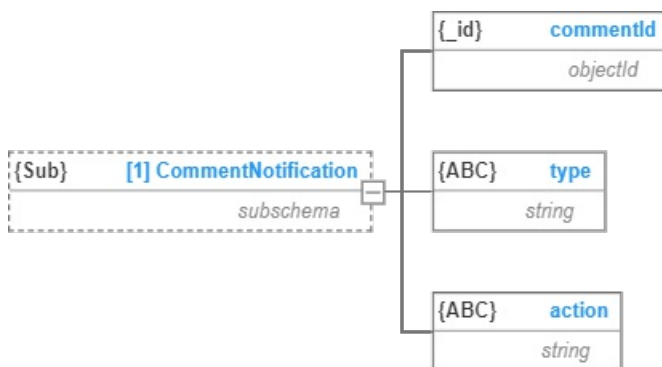 {_id} commentId
objectId
{Sub} [1] CommentNotification
subschema
{ABC} type
string
{ABC} action
string